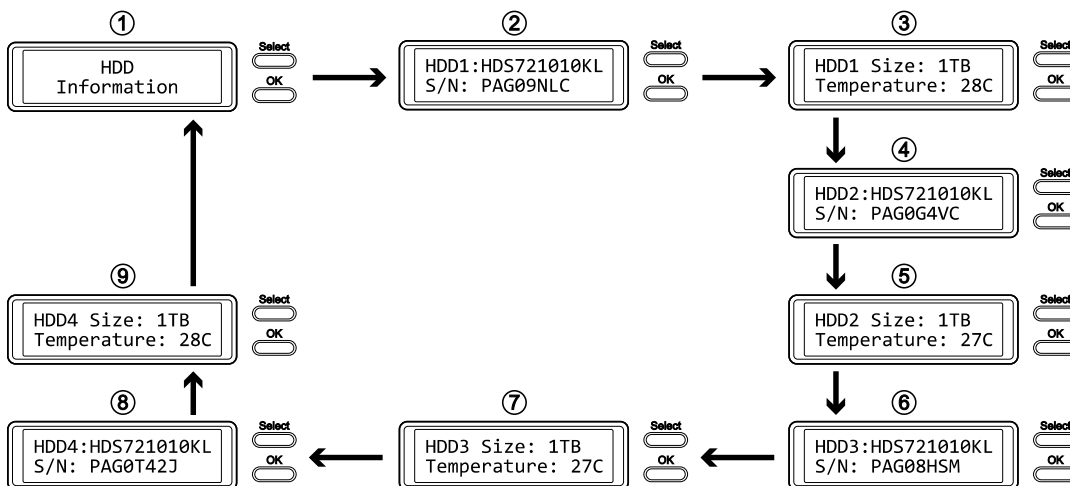 ①
HDD
Information
Select
OK
②
HDD1:HDS721010KL
S/N: PAG09NLC
Select
OK
③
HDD1 Size: 1TB
Temperature: 28C
Select
OK
④
HDD2:HDS721010KL
S/N: PAG0G4VC
Select
OK
⑤
HDD2 Size: 1TB
Temperature: 27C
Select
OK
⑥
HDD3:HDS721010KL
S/N: PAG08HSM
Select
OK
⑦
HDD3 Size: 1TB
Temperature: 27C
Select
OK
⑧
HDD4:HDS721010KL
S/N: PAG0T42J
Select
OK
⑨
HDD4 Size: 1TB
Temperature: 28C
Select
OK